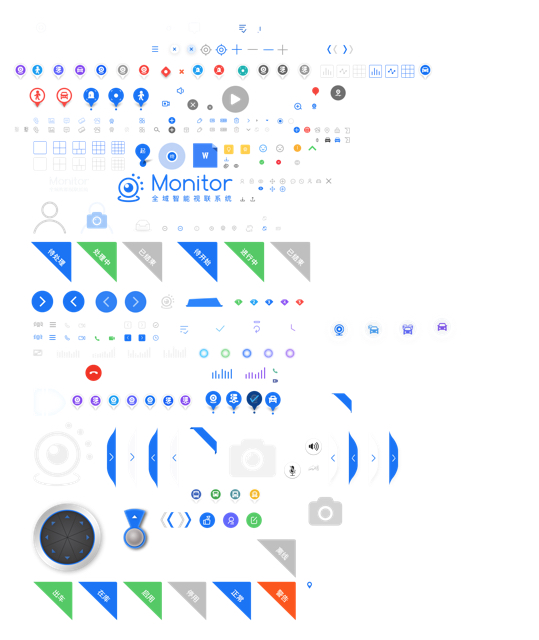 起
W
Monitor
Monitor
全域智能视联系统
待处理
处理中
已结束
待开始
进行中
已结束
离线
出车
在库
启用
停用
正常
警告